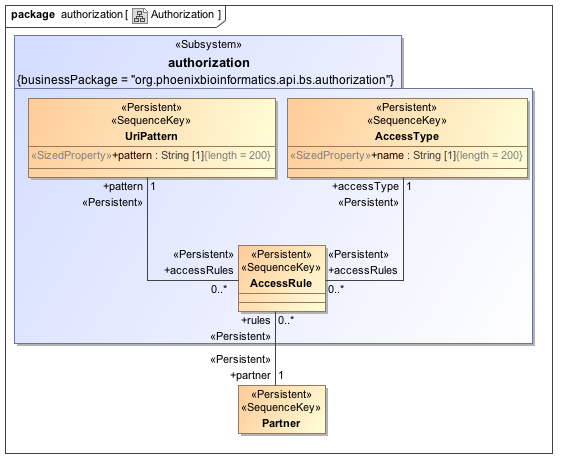 package authorization [ Authorization ]
«Subsystem»
authorization
{businessPackage = "org.phoenixbioinformatics.api.bs.authorization"}
«Persistent»
«SequenceKey»
UriPattern
«SizedProperty»+pattern : String [1]{length = 200}
«Persistent»
«SequenceKey»
AccessType
«SizedProperty»+name : String [1]{length = 200}
+pattern 1
«Persistent»
+accessType 1
«Persistent»
«Persistent»
+accessRules
0..*
«Persistent»
«SequenceKey»
AccessRule
«Persistent»
+accessRules
0..*
+rules 0..*
«Persistent»
«Persistent»
+partner 1
«Persistent»
«SequenceKey»
Partner